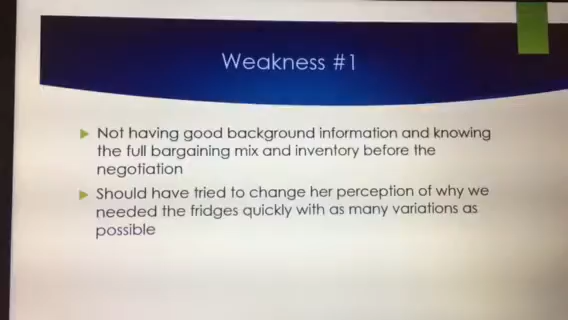 Weakness #1
Not having good background information and knowing
the full bargaining mix and inventory before the
negotiation
Should have tried to change her perception of why we
needed the fridges quickly with as many variations as
possible